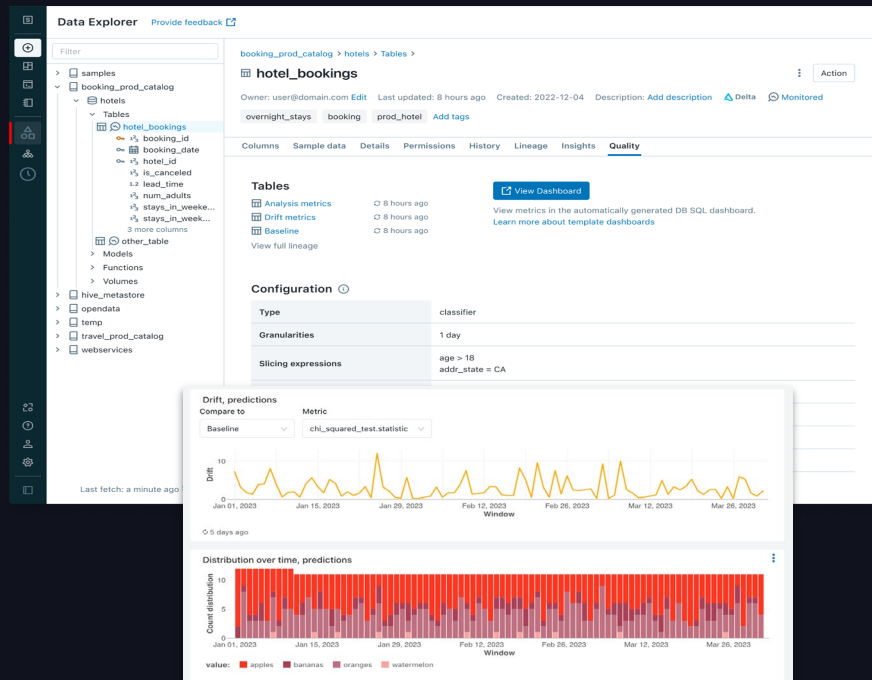 Data Explorer Provide feedback
Filter
samples
booking_prod_catalog
hotels
Tables
hotel_bookings
booking_id
booking_date
hotel_id
is_canceled
1.2 lead_time
num_adults
stays_in_weeke...
stays_in_week...
3 more columns
other_table
Models
Functions
Volumes
hive_metastore
opendata
temp
travel_prod_catalog
webservices
Last fetch: a minute ago
booking_prod_catalog > hotels > Tables >
hotel_bookings
Action
Owner: user@domain.com Edit Last updated: 8 hours ago Created: 2022-12-04 Description: Add description Delta Monitored
overnight_stays booking prod_hotel Add tags
Columns Sample data Details Permissions History Lineage Insights Quality
Tables
Analysis metrics 8 hours ago
Drift metrics 8 hours ago
Baseline 8 hours ago
View full lineage
View Dashboard
View metrics in the automatically generated DB SQL dashboard.
Learn more about template dashboards
Configuration
Type classifier
Granularities 1 day
Slicing expressions age > 18
addr_state = CA
Drift, predictions
Compare to Metric
Baseline chi_squared_test.statistic
Drift
10
0
Jan 01, 2023 Jan 15, 2023 Jan 29, 2023 Feb 12, 2023 Feb 26, 2023 Mar 12, 2023 Mar 26, 2023
Window
5 days ago
Distribution over time, predictions
Count distribution
10
5
0
Jan 01, 2023 Jan 15, 2023 Jan 29, 2023 Feb 12, 2023 Feb 26, 2023 Mar 12, 2023 Mar 26, 2023
Window
value: apples bananas oranges watermelon